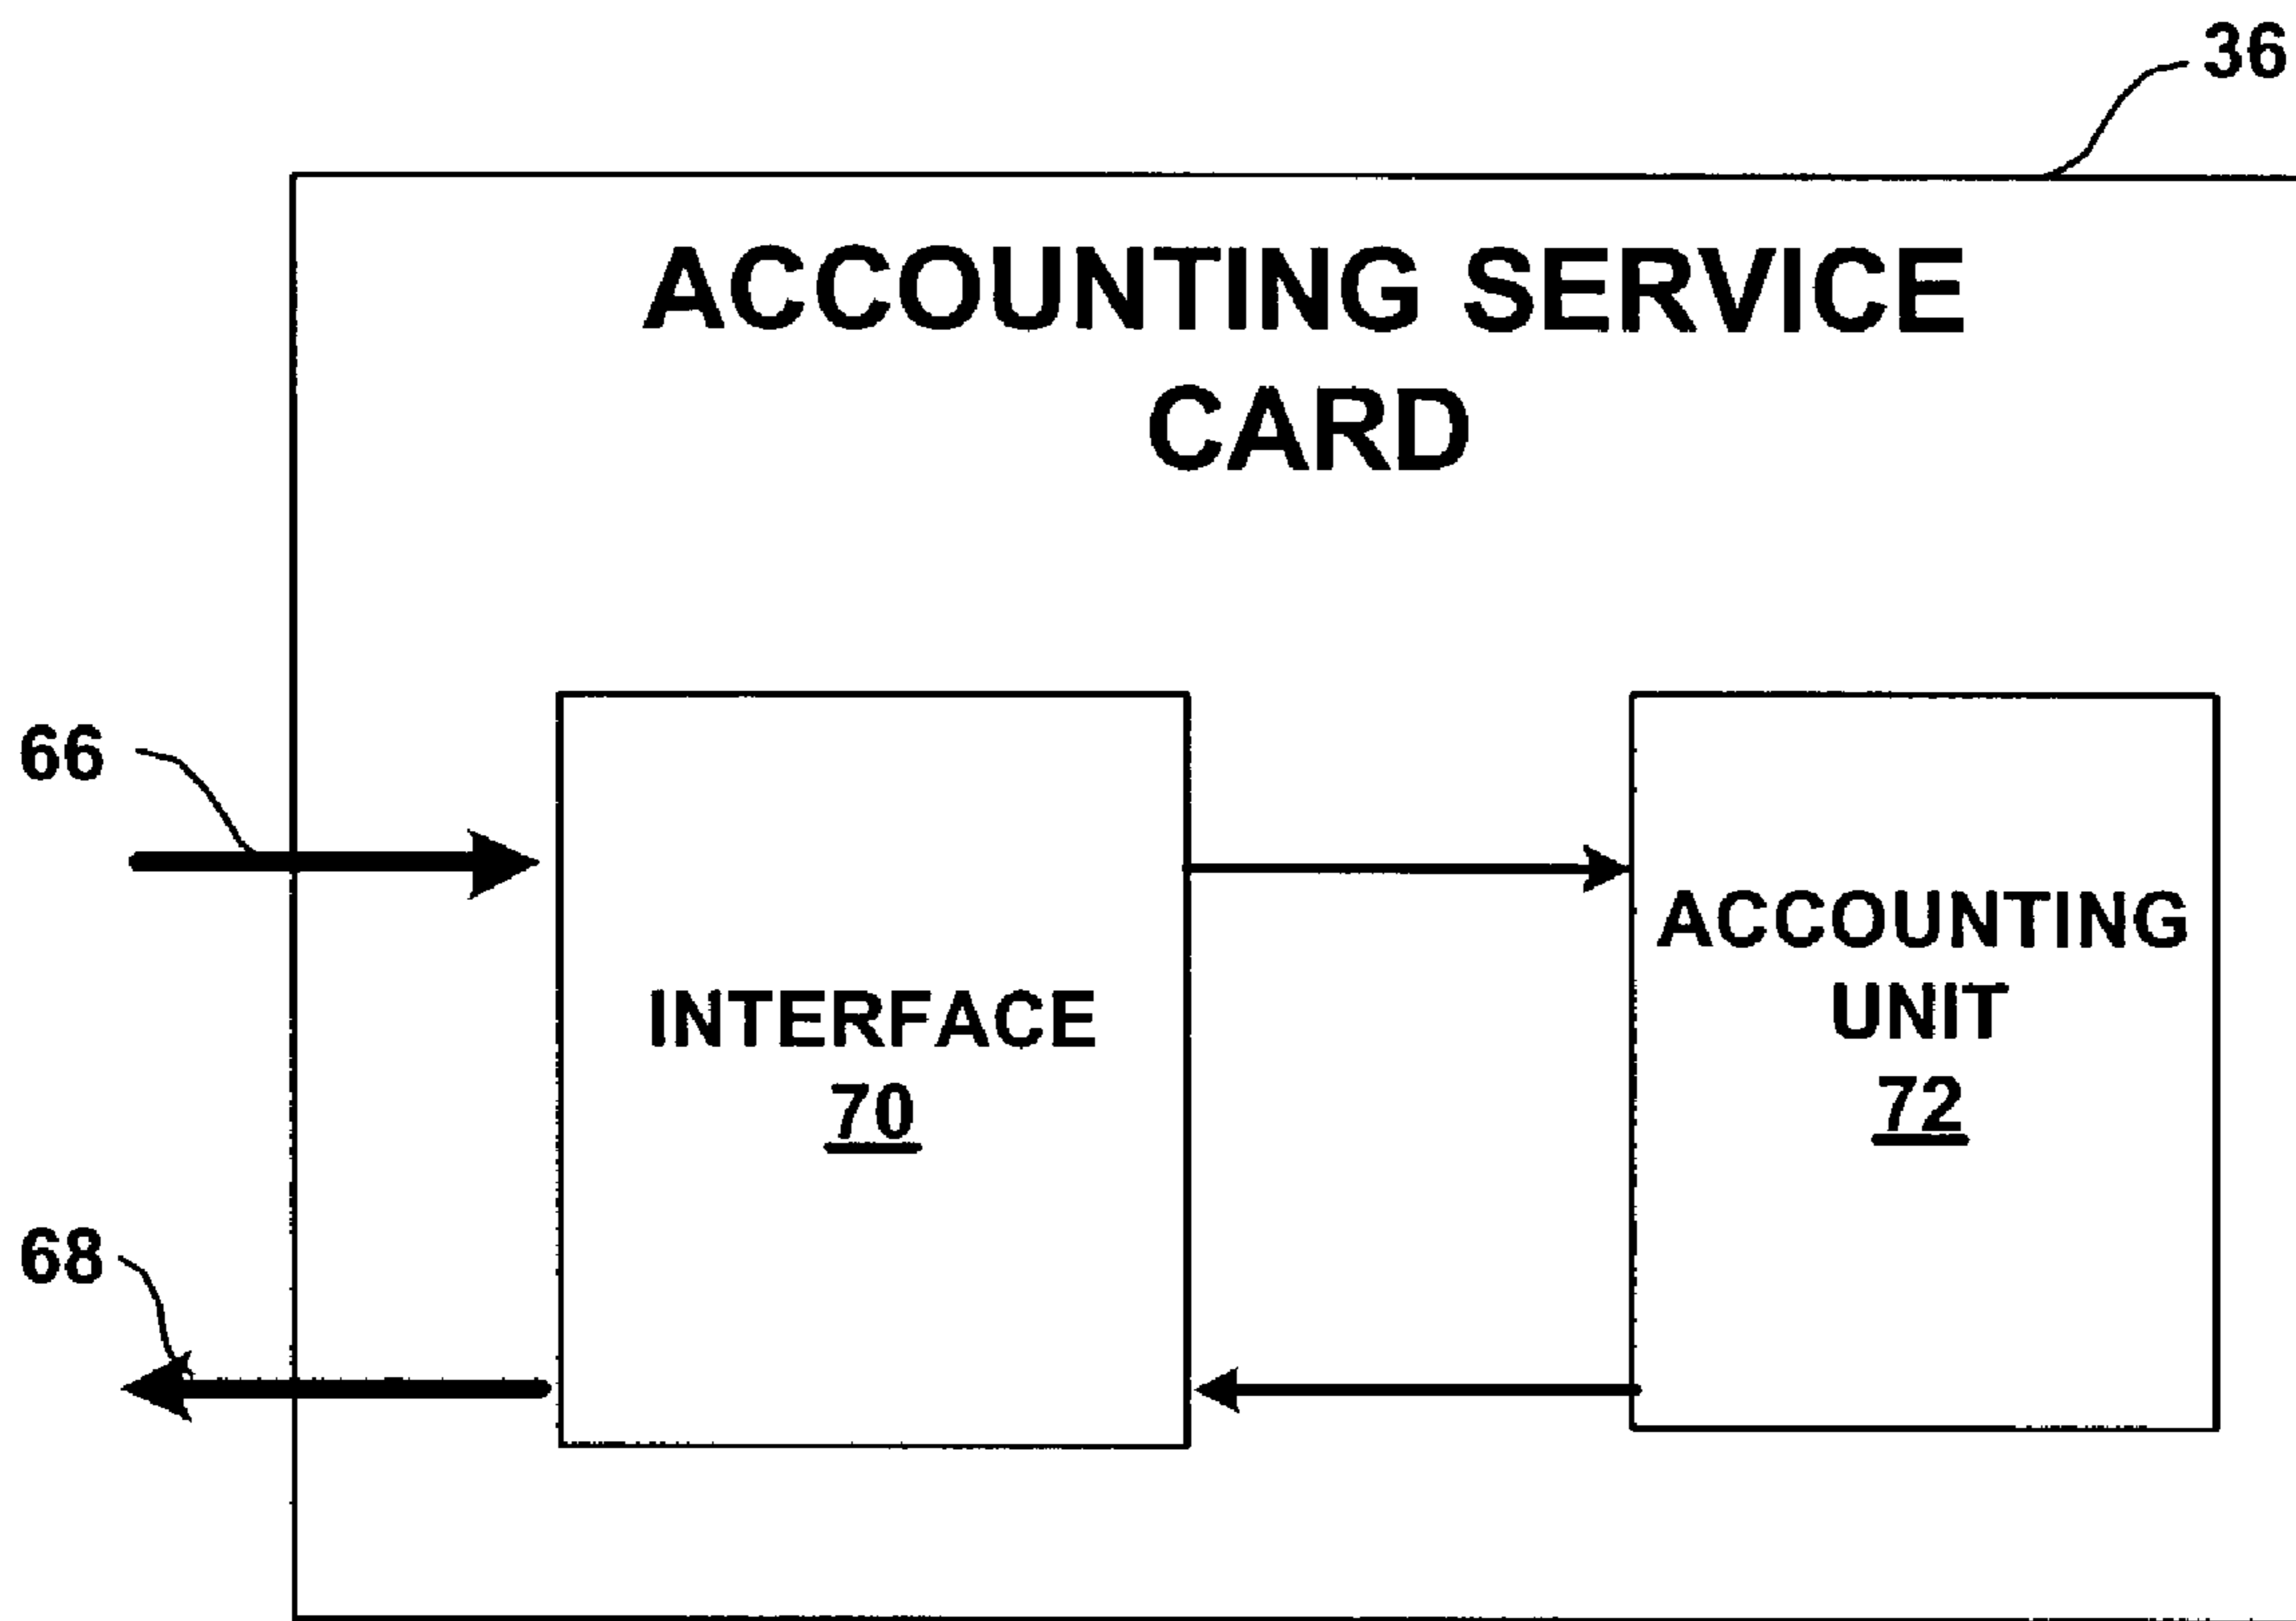 36
ACCOUNTING SERVICE
CARD
66
INTERFACE
70
ACCOUNTING
UNIT
72
68